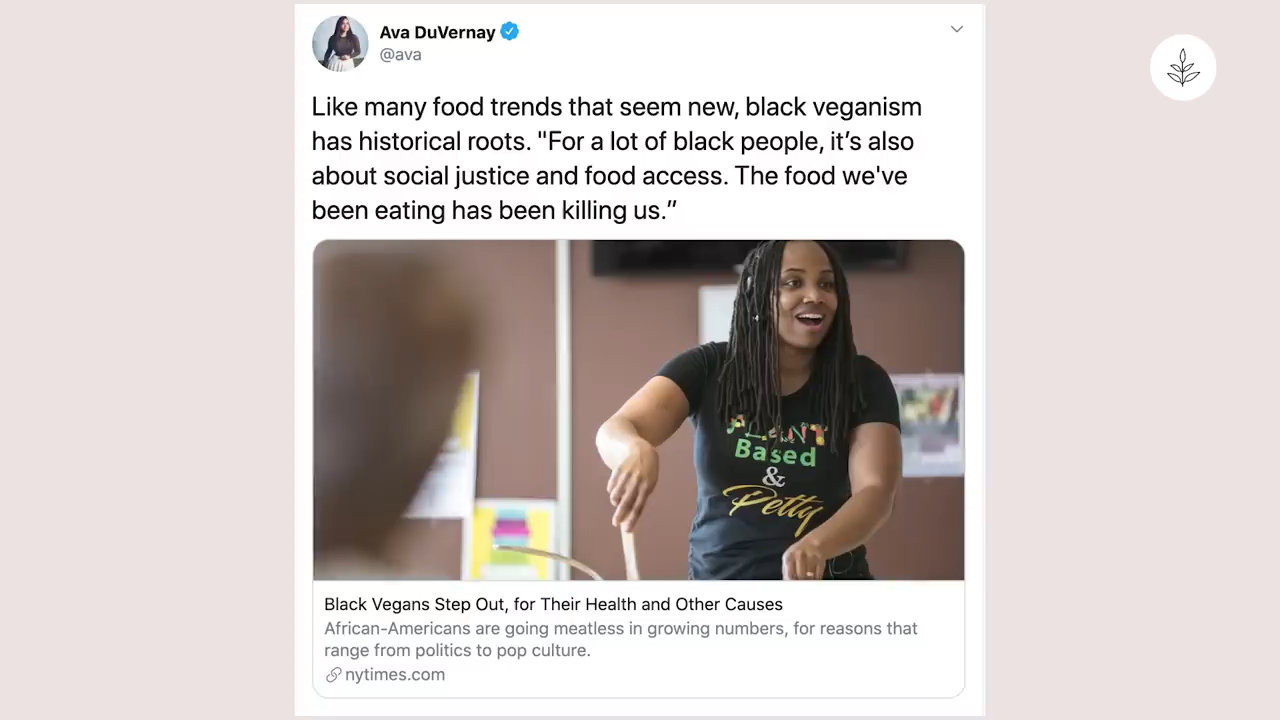 Ava DuVernay
@ava
Like many food trends that seem new, black veganism
has historical roots. "For a lot of black people, it’s also
about social justice and food access. The food we've
been eating has been killing us.”
PLANT
Based
&
Petty
Black Vegans Step Out, for Their Health and Other Causes
African-Americans are going meatless in growing numbers, for reasons that
range from politics to pop culture.
nytimes.com